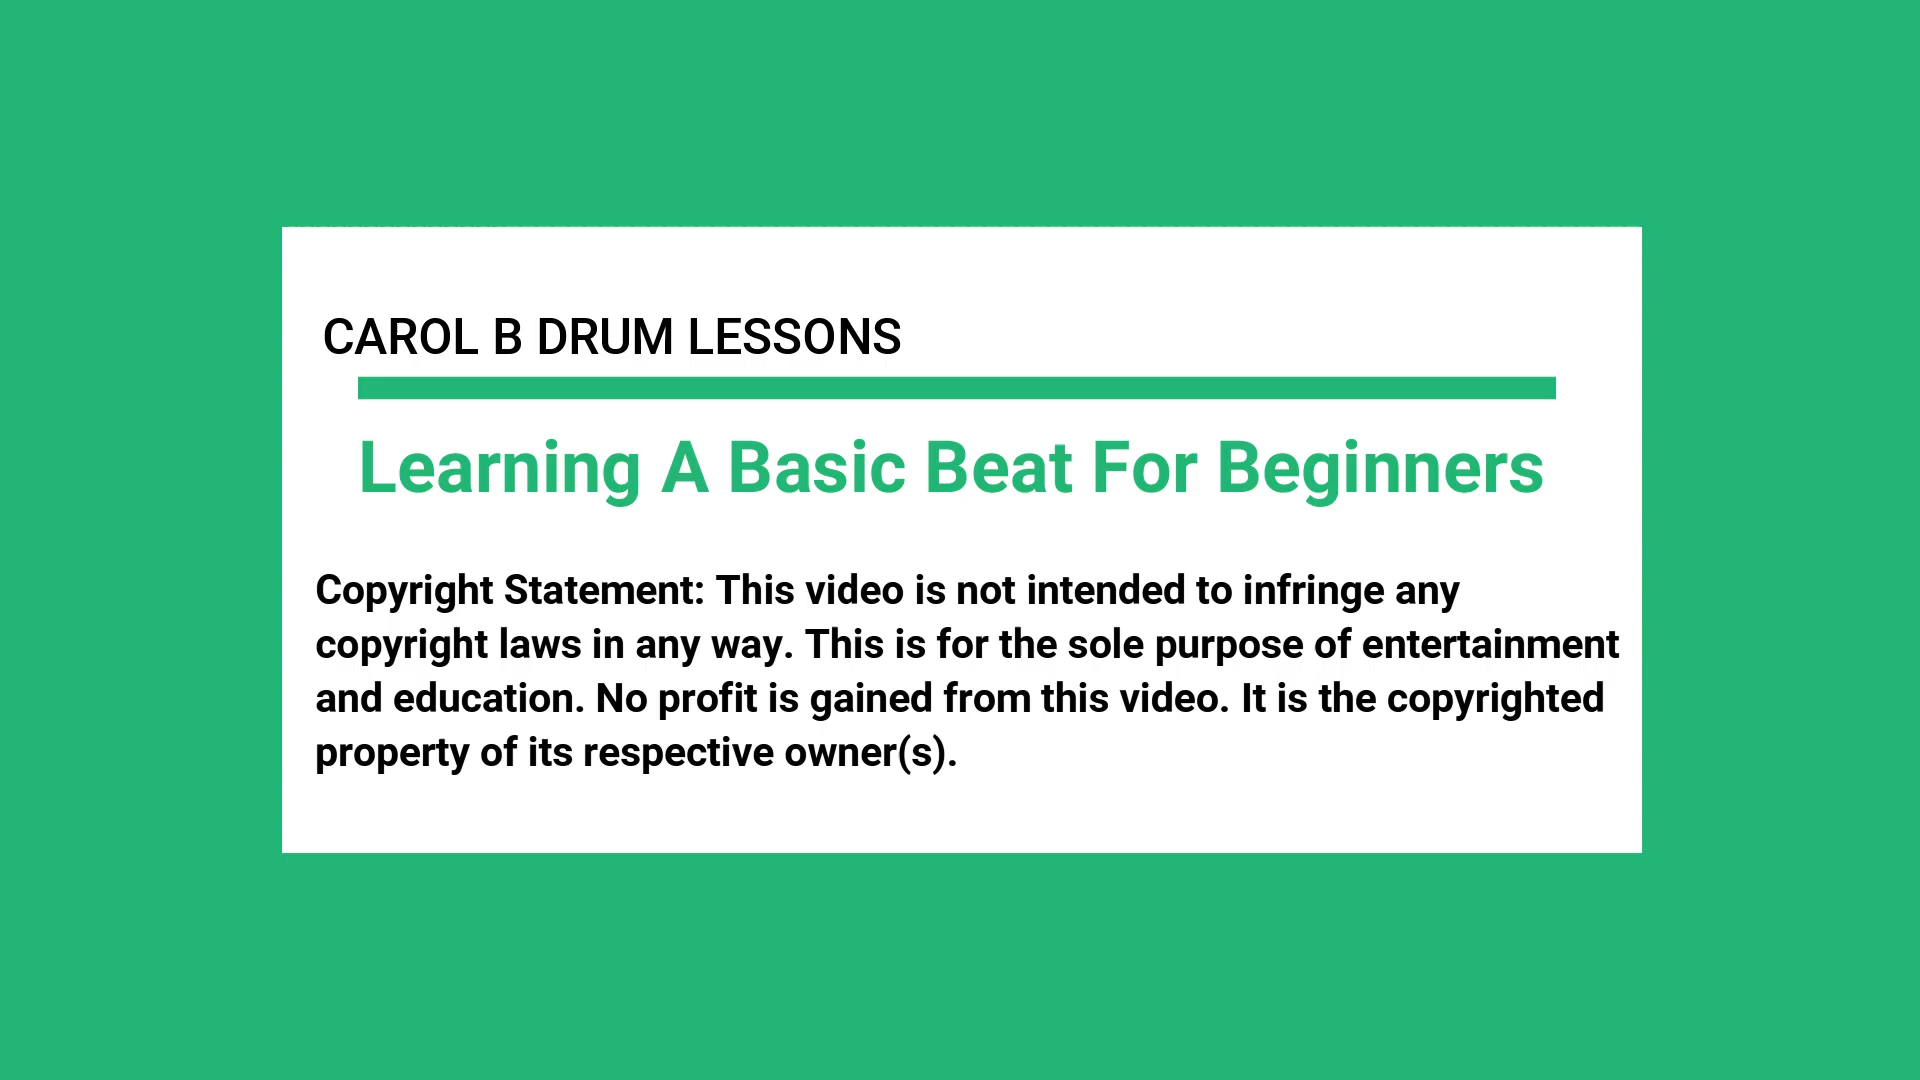 CAROL B DRUM LESSONS
Learning A Basic Beat For Beginners
Copyright Statement: This video is not intended to infringe any
copyright laws in any way. This is for the sole purpose of entertainment
and education. No profit is gained from this video. It is the copyrighted
property of its respective owner(s).